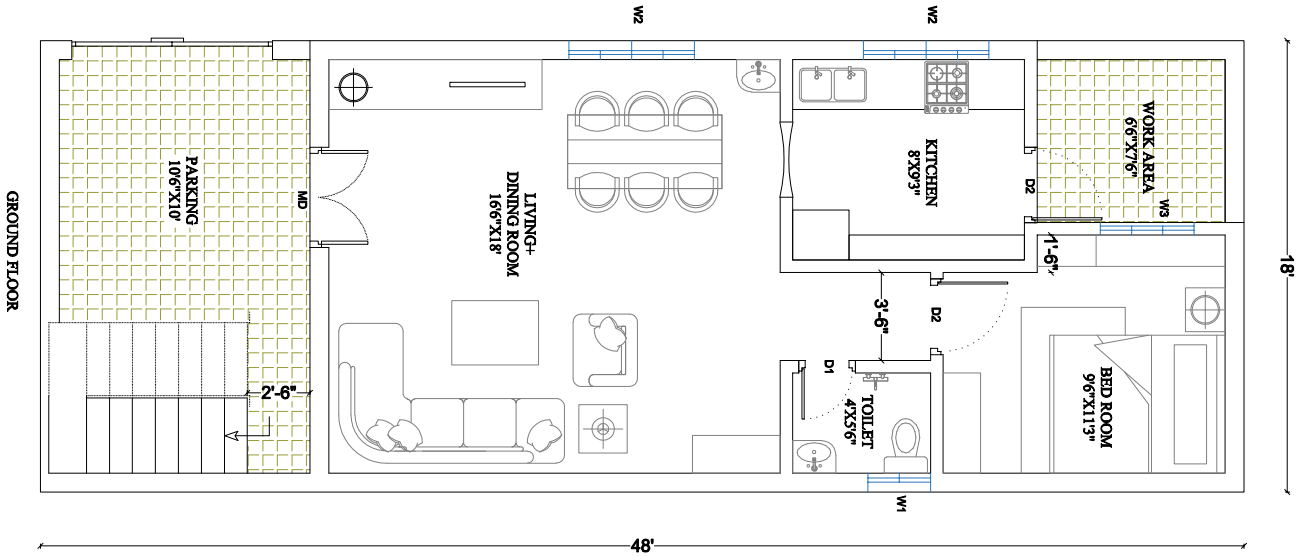 GROUND FLOOR
PARKING
10'6"X10'
2'-6"
MD
LIVING+
DINING ROOM
16'6"X18'
W2
W2
KITCHEN
8'X9'3"
D2
WORK AREA
6'6"X7'6"
W3
1'-6"
3'-6"
D2
D1
TOILET
4'X5'6"
W1
BED ROOM
9'6"X11'3"
18'
48'